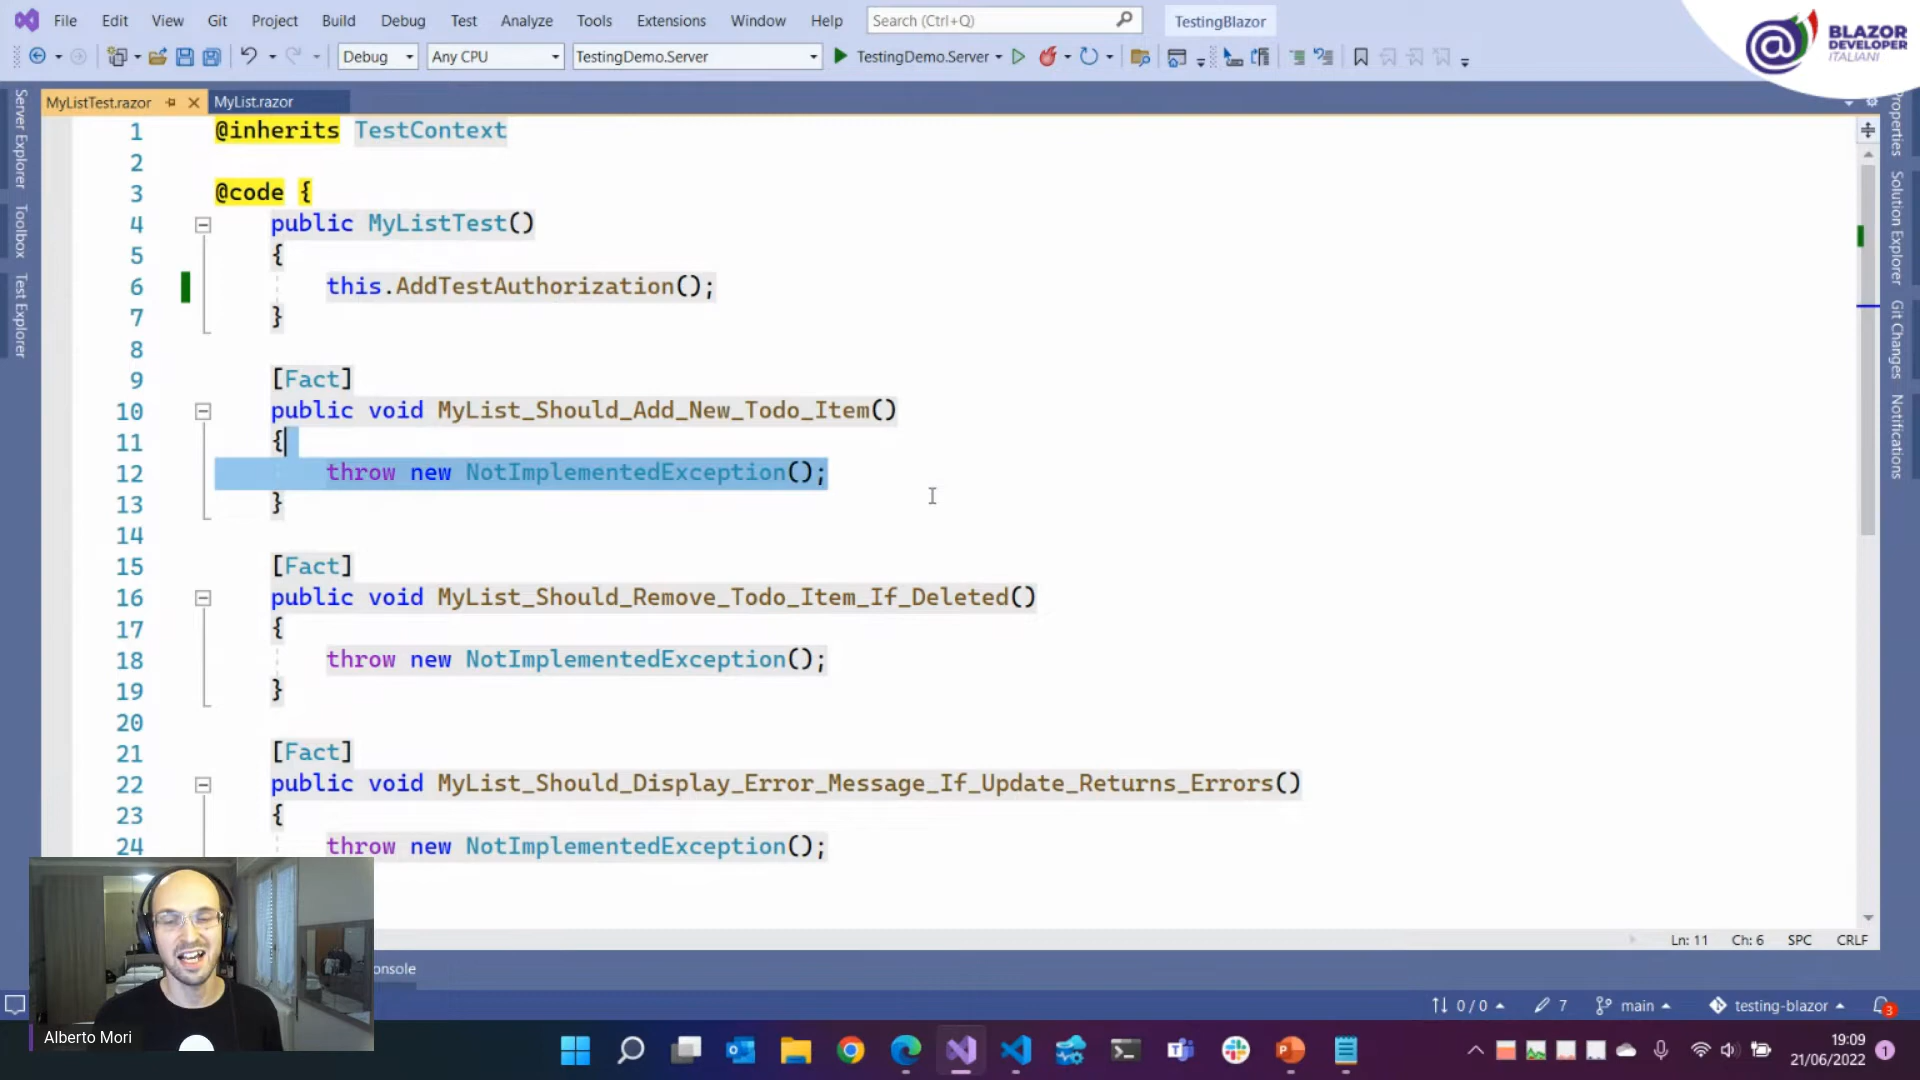 File Edit View Git Project Build Debug Test Analyze Tools Extensions Window Help Search (Ctrl+Q) TestingBlazor
Debug Any CPU TestingDemo.Server TestingDemo.Server
BLAZOR
DEVELOPER
ITALIANI
MyListTest.razor MyList.razor
Server Explorer
Toolbox
Test Explorer
Properties
Solution Explorer
Git Changes
Notifications
1 @inherits TestContext
2
3 @code {
4 public MyListTest()
5 {
6 this.AddTestAuthorization();
7 }
8
9 [Fact]
10 public void MyList_Should_Add_New_Todo_Item()
11 {
12 throw new NotImplementedException();
13 }
14
15 [Fact]
16 public void MyList_Should_Remove_Todo_Item_If_Deleted()
17 {
18 throw new NotImplementedException();
19 }
20
21 [Fact]
22 public void MyList_Should_Display_Error_Message_If_Update_Returns_Errors()
23 {
24 throw new NotImplementedException();
Ln: 11 Ch: 6 SPC CRLF
onsole
0 / 0 7 main testing-blazor 3
Alberto Mori
19:09
21/06/2022 1